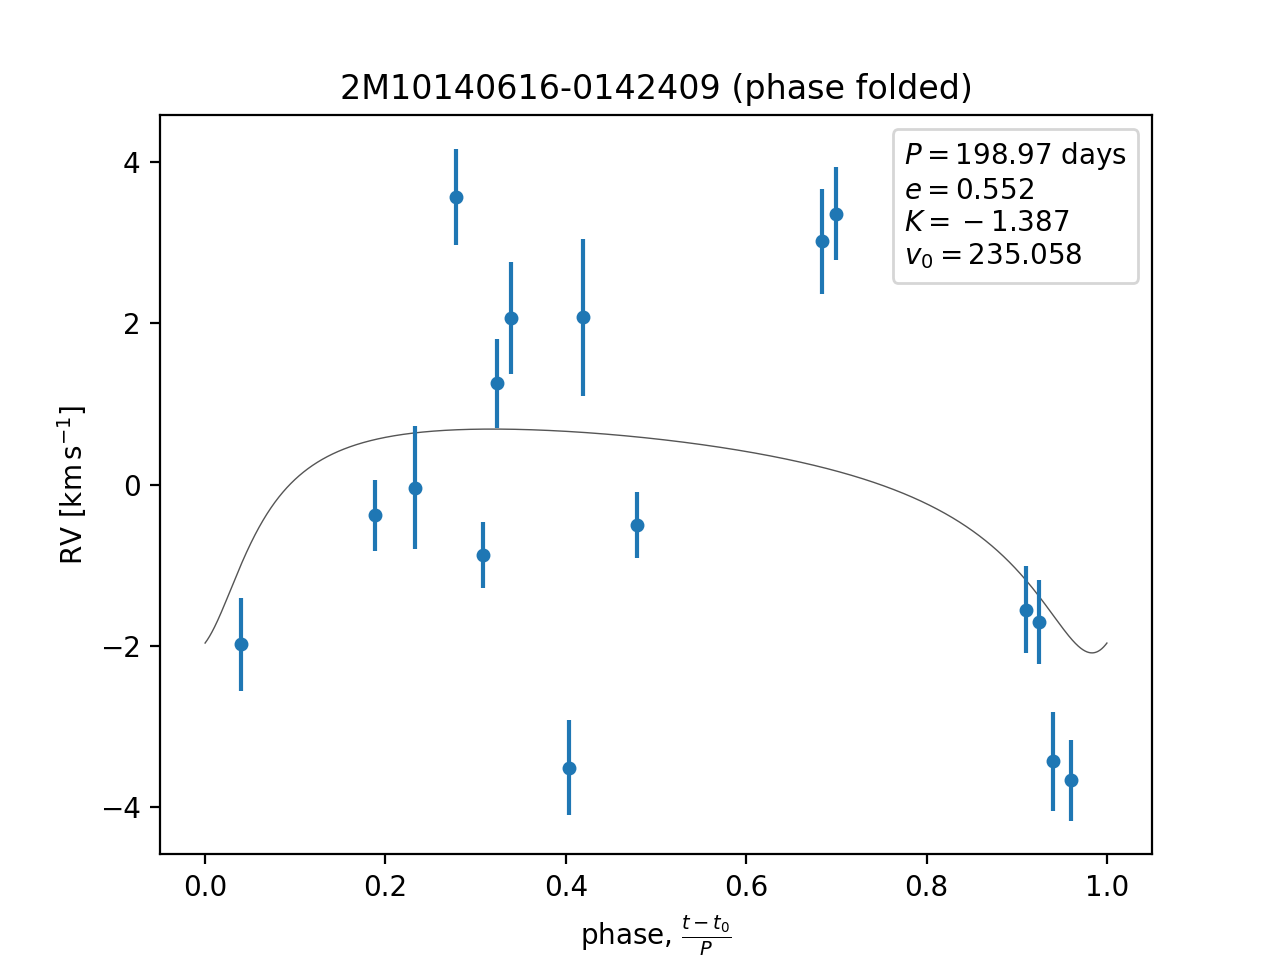 2M10140616-0142409 (phase folded)
P = 198.97 days
e = 0.552
K = −1.387
v₀ = 235.058
4
2
0
−2
−4
RV [km s⁻¹]
0.0 0.2 0.4 0.6 0.8 1.0
phase, (t − t₀)/P